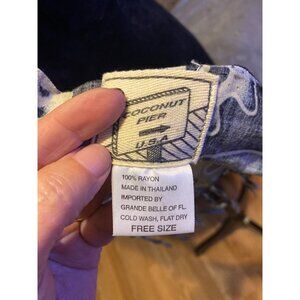 COCONUT
PIER
U.S.A
100% RAYON
MADE IN THAILAND
IMPORTED BY
GRANDE BELLE OF FL.
COLD WASH, FLAT DRY
FREE SIZE